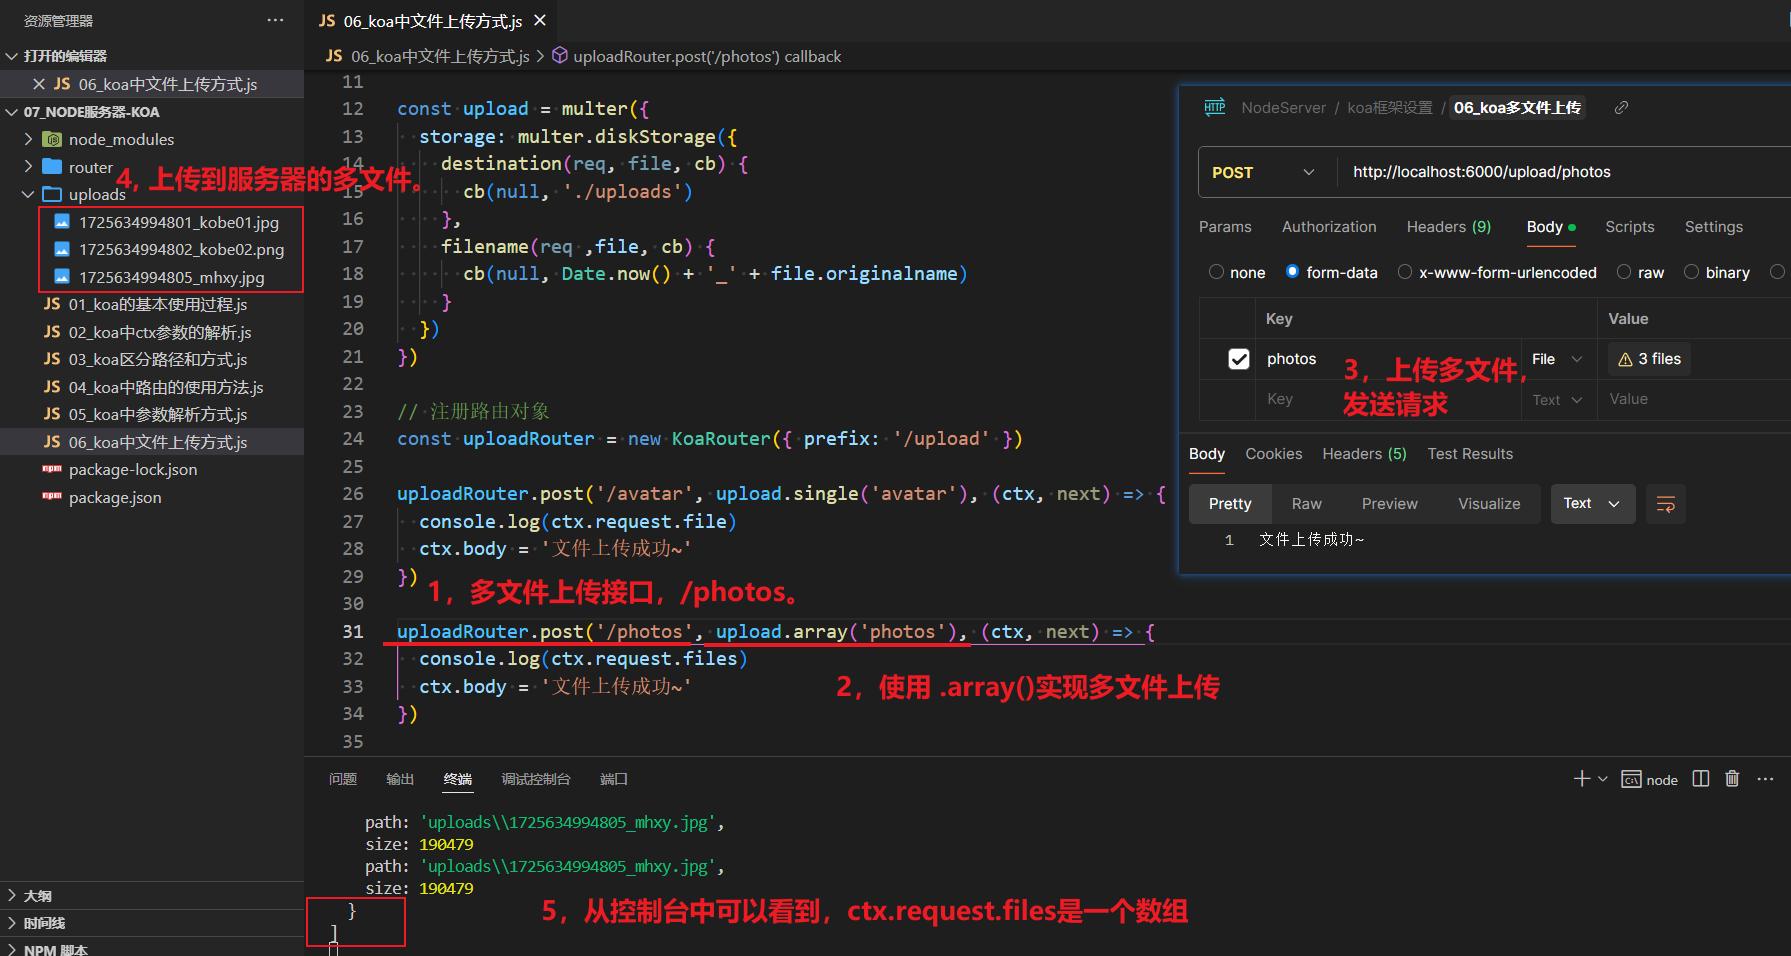 资源管理器
打开的编辑器
JS 06_koa中文件上传方式.js
07_NODE服务器-KOA
node_modules
router
4, 上传到服务器的多文件。
uploads
1725634994801_kobe01.jpg
1725634994802_kobe02.png
1725634994805_mhxy.jpg
JS 01_koa的基本使用过程.js
JS 02_koa中ctx参数的解析.js
JS 03_koa区分路径和方式.js
JS 04_koa中路由的使用方法.js
JS 05_koa中参数解析方式.js
JS 06_koa中文件上传方式.js
npm package-lock.json
npm package.json
大纲
时间线
NPM 脚本
JS 06_koa中文件上传方式.js
JS 06_koa中文件上传方式.js > uploadRouter.post('/photos') callback
11
12 const upload = multer({
13 storage: multer.diskStorage({
14 destination(req, file, cb) {
15 cb(null, './uploads')
16 },
17 filename(req ,file, cb) {
18 cb(null, Date.now() + '_' + file.originalname)
19 }
20 })
21 })
22
23 // 注册路由对象
24 const uploadRouter = new KoaRouter({ prefix: '/upload' })
25
26 uploadRouter.post('/avatar', upload.single('avatar'), (ctx, next) => {
27 console.log(ctx.request.file)
28 ctx.body = '文件上传成功~'
29 })
1，多文件上传接口，/photos。
30
31 uploadRouter.post('/photos', upload.array('photos'), (ctx, next) => {
32 console.log(ctx.request.files)
33 ctx.body = '文件上传成功~'
2，使用 .array()实现多文件上传
34 })
35
HTTP NodeServer / koa框架设置 / 06_koa多文件上传
POST http://localhost:6000/upload/photos
Params Authorization Headers (9) Body Scripts Settings
none form-data x-www-form-urlencoded raw binary
Key Value
photos File 3 files
3，上传多文件，
发送请求
Key Text Value
Body Cookies Headers (5) Test Results
Pretty Raw Preview Visualize Text
1 文件上传成功~
问题 输出 终端 调试控制台 端口 node
path: 'uploads\\1725634994805_mhxy.jpg',
size: 190479
path: 'uploads\\1725634994805_mhxy.jpg',
size: 190479
}
]
5，从控制台中可以看到，ctx.request.files是一个数组